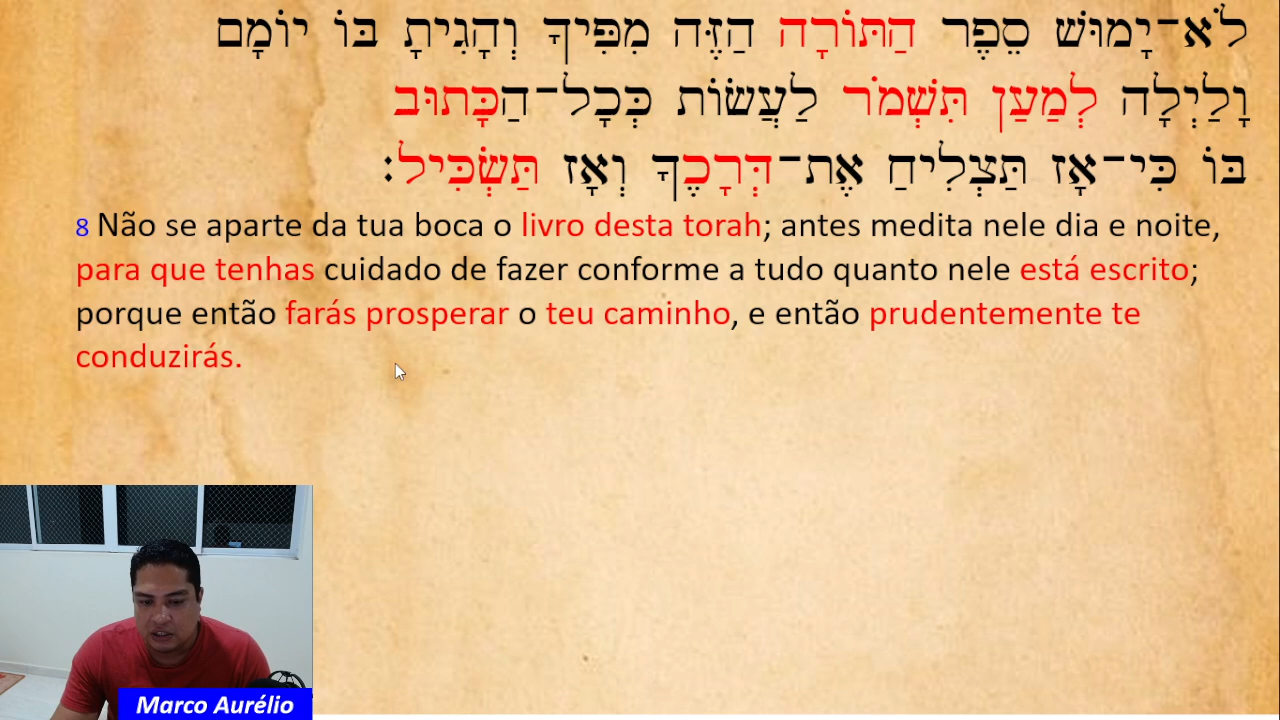 לֹא־יָמוּשׁ סֵפֶר הַתּוֹרָה הַזֶּה מִפִּיךָ וְהָגִיתָ בּוֹ יוֹמָם
וָלַיְלָה לְמַעַן תִּשְׁמֹר לַעֲשׂוֹת כְּכָל־הַכָּתוּב
בּוֹ כִּי־אָז תַּצְלִיחַ אֶת־דְּרָכֶךָ וְאָז תַּשְׂכִּיל׃
8 Não se aparte da tua boca o livro desta torah; antes medita nele dia e noite,
para que tenhas cuidado de fazer conforme a tudo quanto nele está escrito;
porque então farás prosperar o teu caminho, e então prudentemente te
conduzirás.
Marco Aurélio